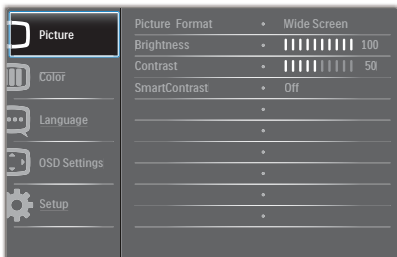 Picture
Color
Language
OSD Settings
Setup
Picture Format • Wide Screen
Brightness • 100
Contrast • 50
SmartContrast • Off
•
•
•
•
•
•